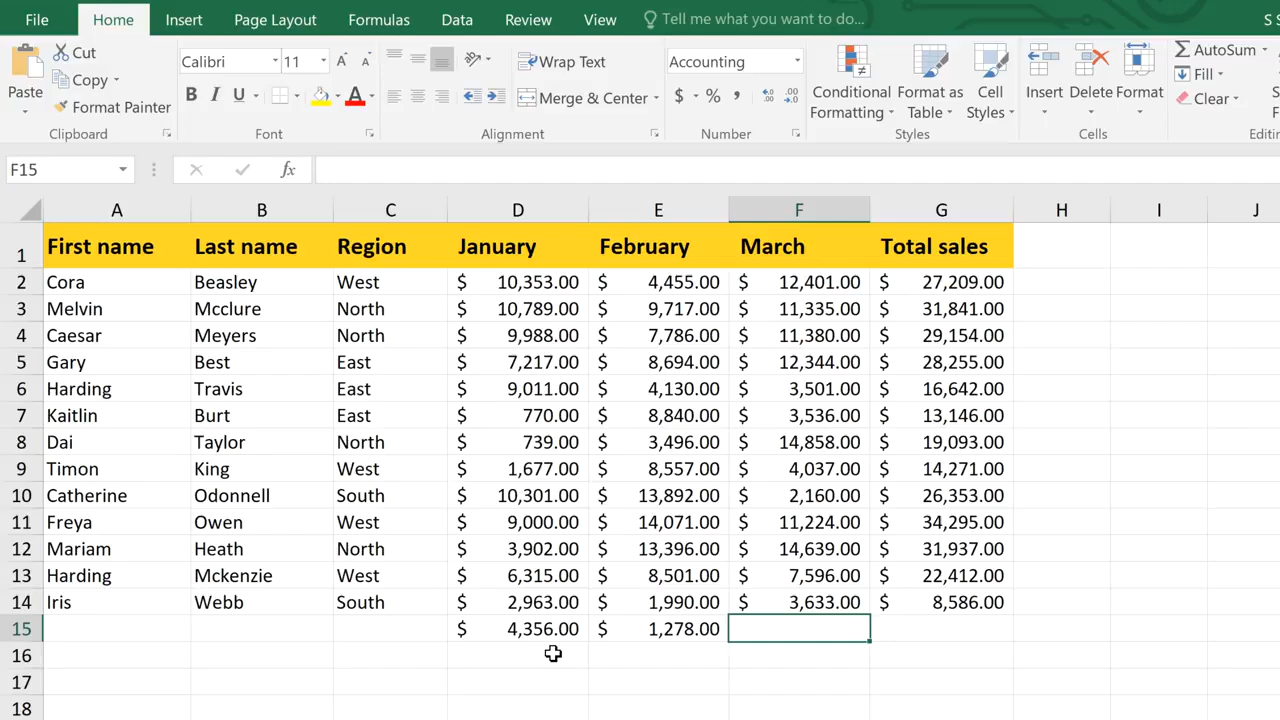 File Home Insert Page Layout Formulas Data Review View Tell me what you want to do... S S
Paste Cut Copy Format Painter Clipboard
Calibri 11 A A B I U A Font
Wrap Text Merge & Center Alignment
Accounting $ % , Number
Conditional Formatting Format as Table Cell Styles Styles
Insert Delete Format Cells
Σ AutoSum Fill Clear
F15 fx
A B C D E F G H I J
1 First name Last name Region January February March Total sales
2 Cora Beasley West $ 10,353.00 $ 4,455.00 $ 12,401.00 $ 27,209.00
3 Melvin Mcclure North $ 10,789.00 $ 9,717.00 $ 11,335.00 $ 31,841.00
4 Caesar Meyers North $ 9,988.00 $ 7,786.00 $ 11,380.00 $ 29,154.00
5 Gary Best East $ 7,217.00 $ 8,694.00 $ 12,344.00 $ 28,255.00
6 Harding Travis East $ 9,011.00 $ 4,130.00 $ 3,501.00 $ 16,642.00
7 Kaitlin Burt East $ 770.00 $ 8,840.00 $ 3,536.00 $ 13,146.00
8 Dai Taylor North $ 739.00 $ 3,496.00 $ 14,858.00 $ 19,093.00
9 Timon King West $ 1,677.00 $ 8,557.00 $ 4,037.00 $ 14,271.00
10 Catherine Odonnell South $ 10,301.00 $ 13,892.00 $ 2,160.00 $ 26,353.00
11 Freya Owen West $ 9,000.00 $ 14,071.00 $ 11,224.00 $ 34,295.00
12 Mariam Heath North $ 3,902.00 $ 13,396.00 $ 14,639.00 $ 31,937.00
13 Harding Mckenzie West $ 6,315.00 $ 8,501.00 $ 7,596.00 $ 22,412.00
14 Iris Webb South $ 2,963.00 $ 1,990.00 $ 3,633.00 $ 8,586.00
15 $ 4,356.00 $ 1,278.00
16
17
18